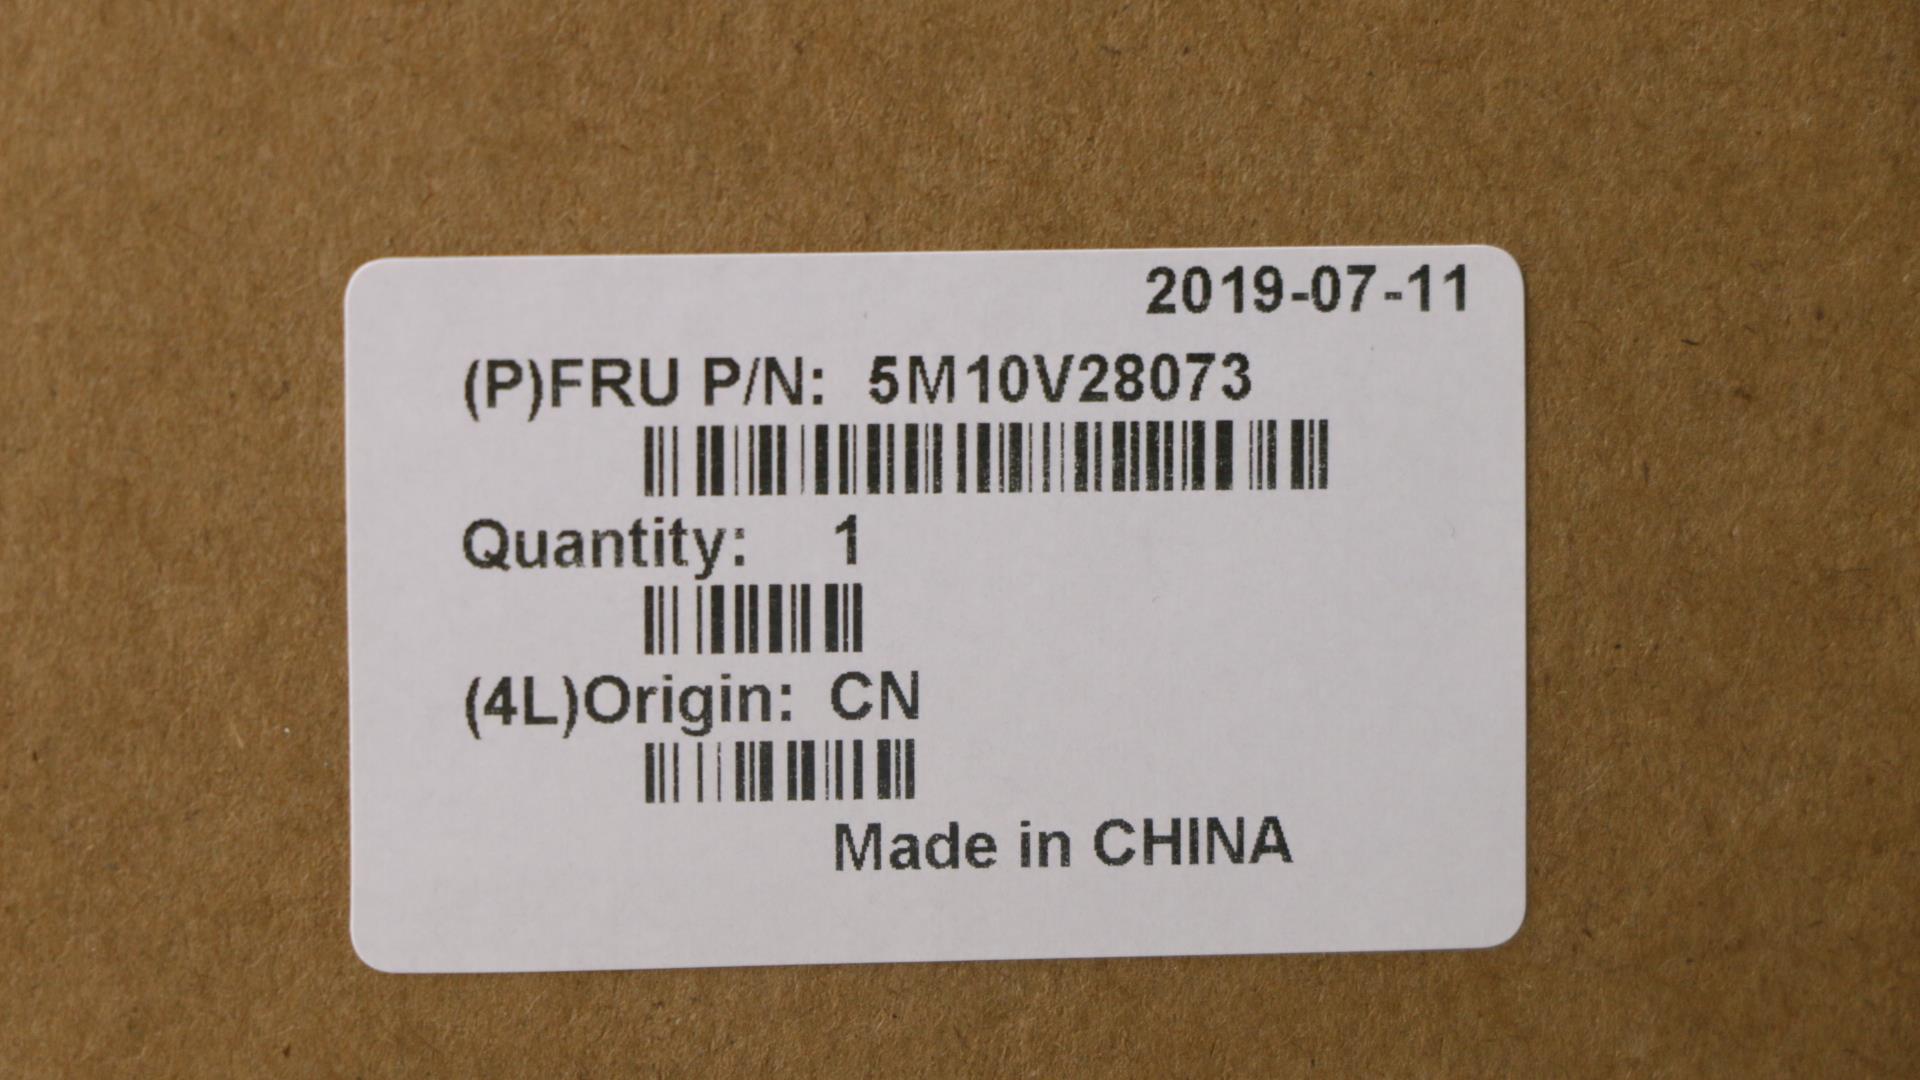 2019-07-11
(P)FRU P/N: 5M10V28073
Quantity: 1
(4L)Origin: CN
Made in CHINA